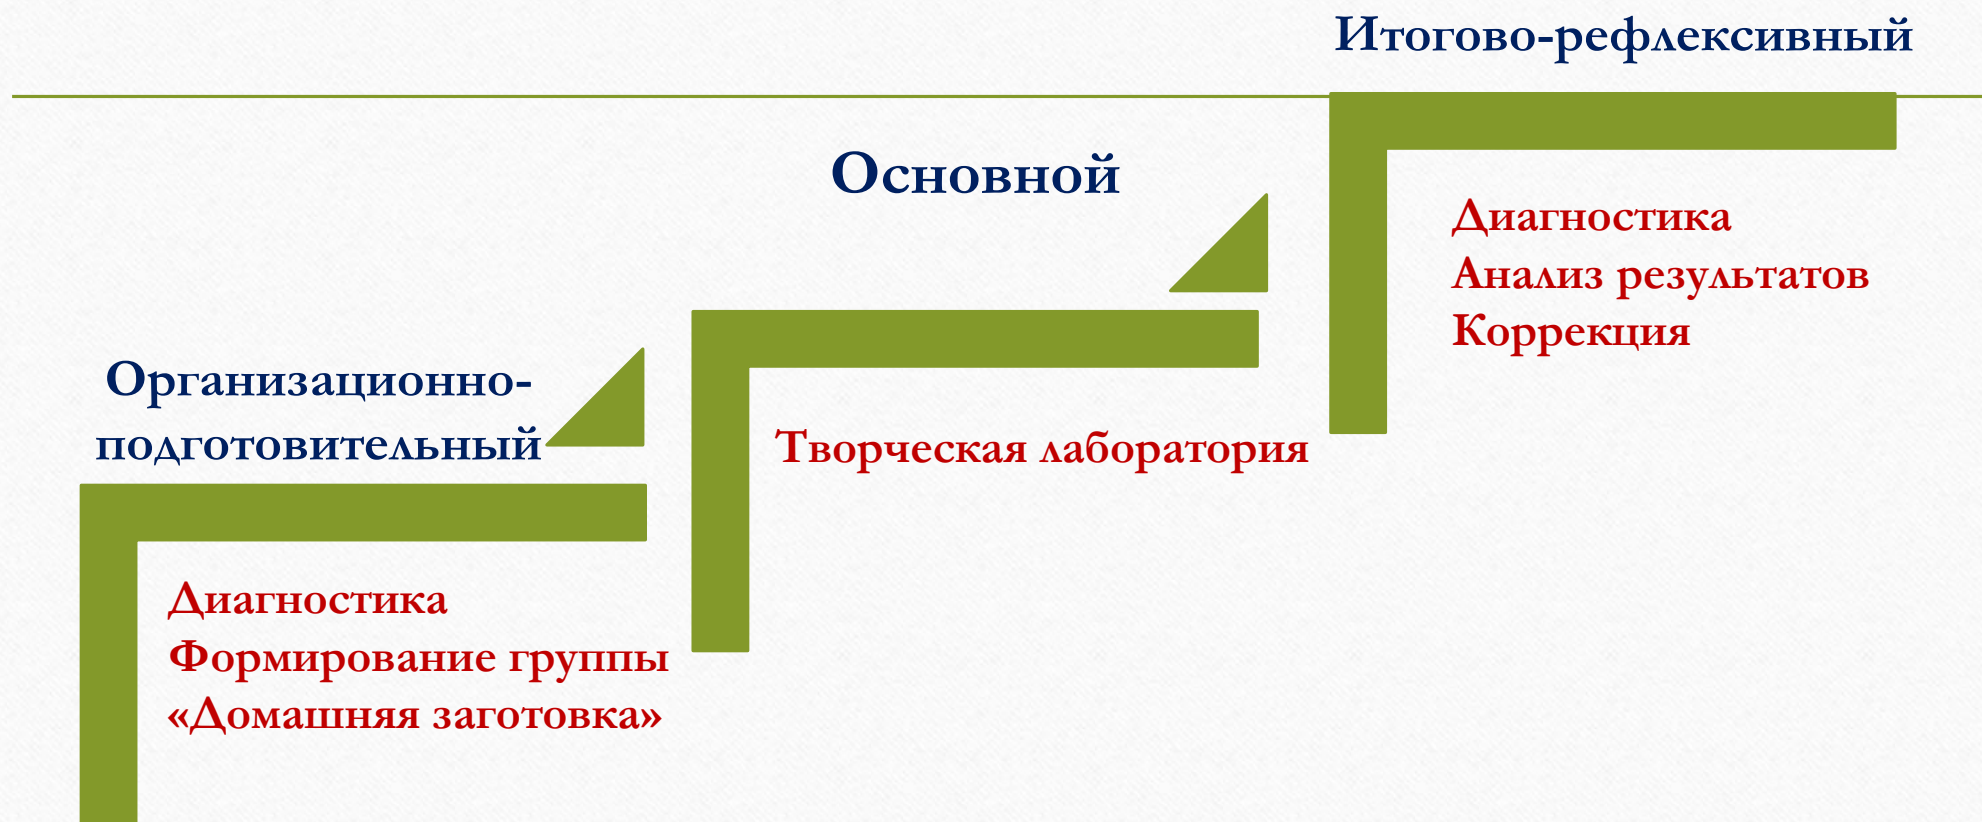 Итогово-рефлексивный
Диагностика
Анализ результатов
Коррекция
Основной
Творческая лаборатория
Организационно-
подготовительный
Диагностика
Формирование группы
«Домашняя заготовка»